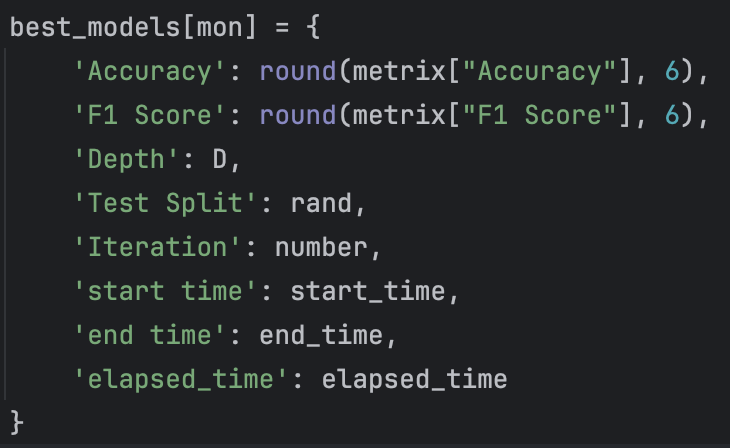 best_models[mon] = {
    'Accuracy': round(metrix["Accuracy"], 6),
    'F1 Score': round(metrix["F1 Score"], 6),
    'Depth': D,
    'Test Split': rand,
    'Iteration': number,
    'start time': start_time,
    'end time': end_time,
    'elapsed_time': elapsed_time
}